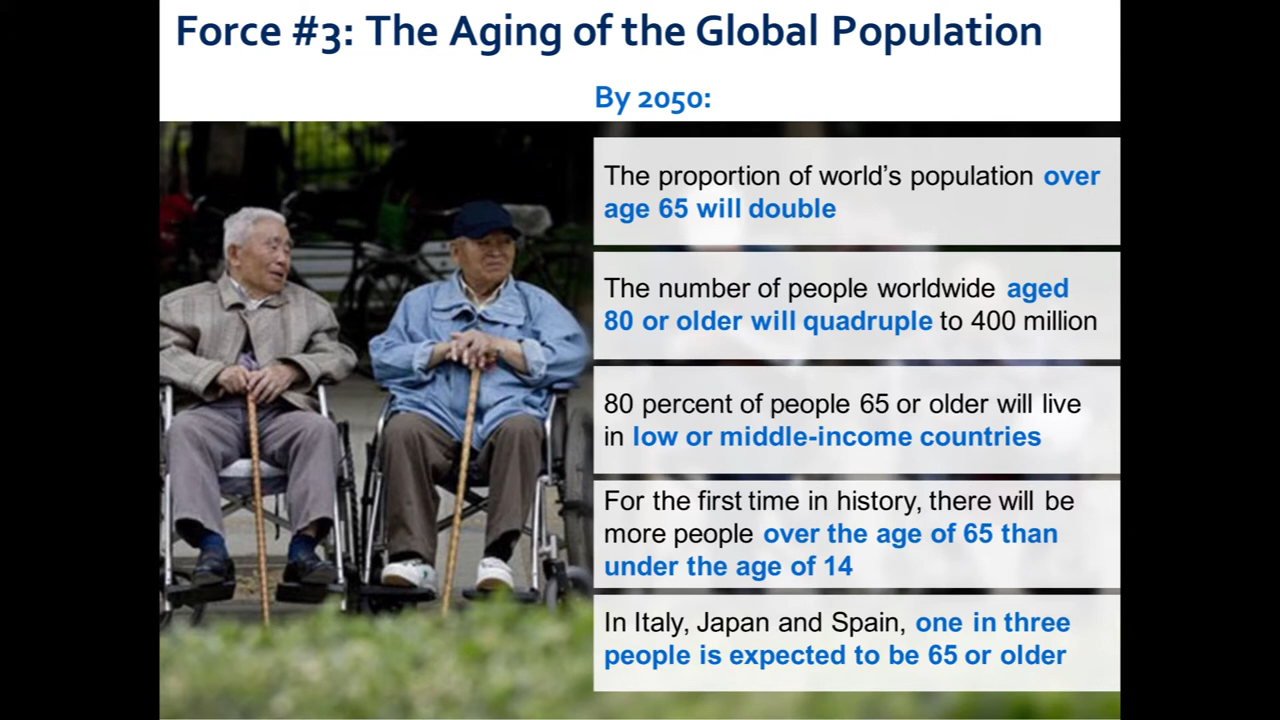 Force #3: The Aging of the Global Population
By 2050:
The proportion of world’s population over
age 65 will double
The number of people worldwide aged
80 or older will quadruple to 400 million
80 percent of people 65 or older will live
in low or middle-income countries
For the first time in history, there will be
more people over the age of 65 than
under the age of 14
In Italy, Japan and Spain, one in three
people is expected to be 65 or older